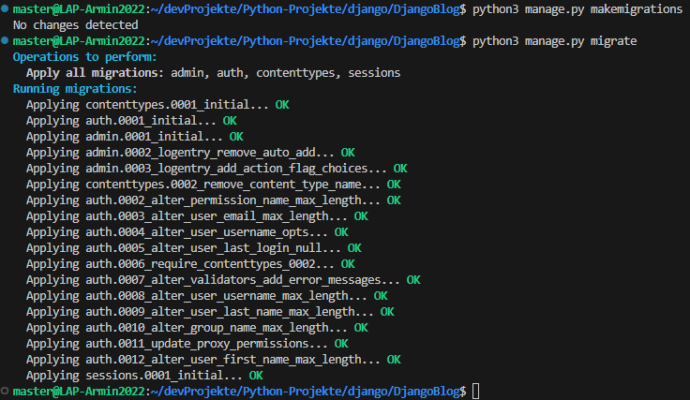 master@LAP-Armin2022:~/devProjekte/Python-Projekte/django/DjangoBlog$ python3 manage.py makemigrations
No changes detected
master@LAP-Armin2022:~/devProjekte/Python-Projekte/django/DjangoBlog$ python3 manage.py migrate
Operations to perform:
  Apply all migrations: admin, auth, contenttypes, sessions
Running migrations:
  Applying contenttypes.0001_initial... OK
  Applying auth.0001_initial... OK
  Applying admin.0001_initial... OK
  Applying admin.0002_logentry_remove_auto_add... OK
  Applying admin.0003_logentry_add_action_flag_choices... OK
  Applying contenttypes.0002_remove_content_type_name... OK
  Applying auth.0002_alter_permission_name_max_length... OK
  Applying auth.0003_alter_user_email_max_length... OK
  Applying auth.0004_alter_user_username_opts... OK
  Applying auth.0005_alter_user_last_login_null... OK
  Applying auth.0006_require_contenttypes_0002... OK
  Applying auth.0007_alter_validators_add_error_messages... OK
  Applying auth.0008_alter_user_username_max_length... OK
  Applying auth.0009_alter_user_last_name_max_length... OK
  Applying auth.0010_alter_group_name_max_length... OK
  Applying auth.0011_update_proxy_permissions... OK
  Applying auth.0012_alter_user_first_name_max_length... OK
  Applying sessions.0001_initial... OK
master@LAP-Armin2022:~/devProjekte/Python-Projekte/django/DjangoBlog$